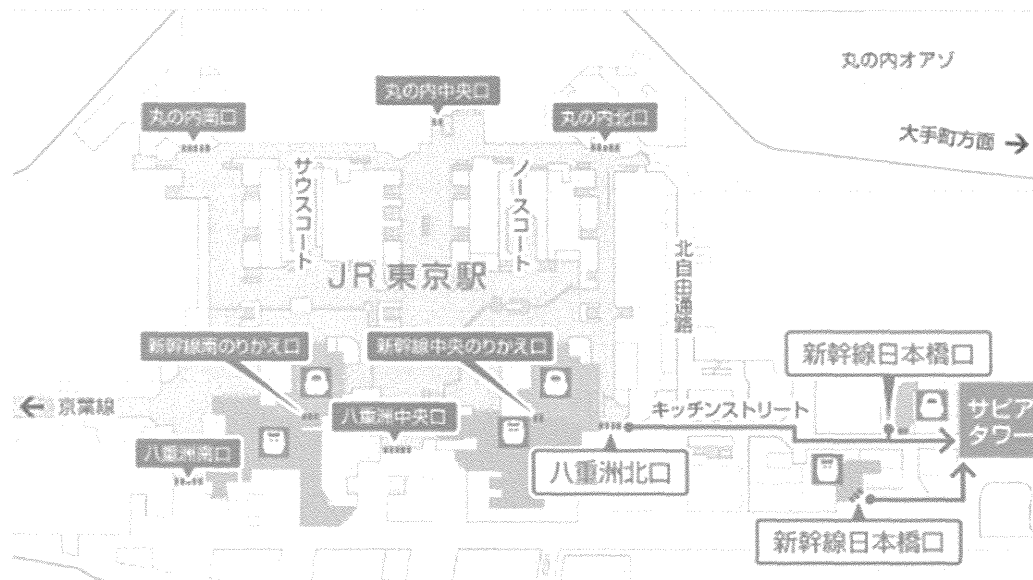 丸の内オアゾ
丸の内中央口
丸の内南口
丸の内北口
大手町方面
サウスコート
ノースコート
北自由通路
JR東京駅
新幹線南のりかえ口
新幹線中央のりかえ口
新幹線日本橋口
京葉線
八重洲中央口
キッチンストリート
サピア
タワー
八重洲南口
八重洲北口
新幹線日本橋口